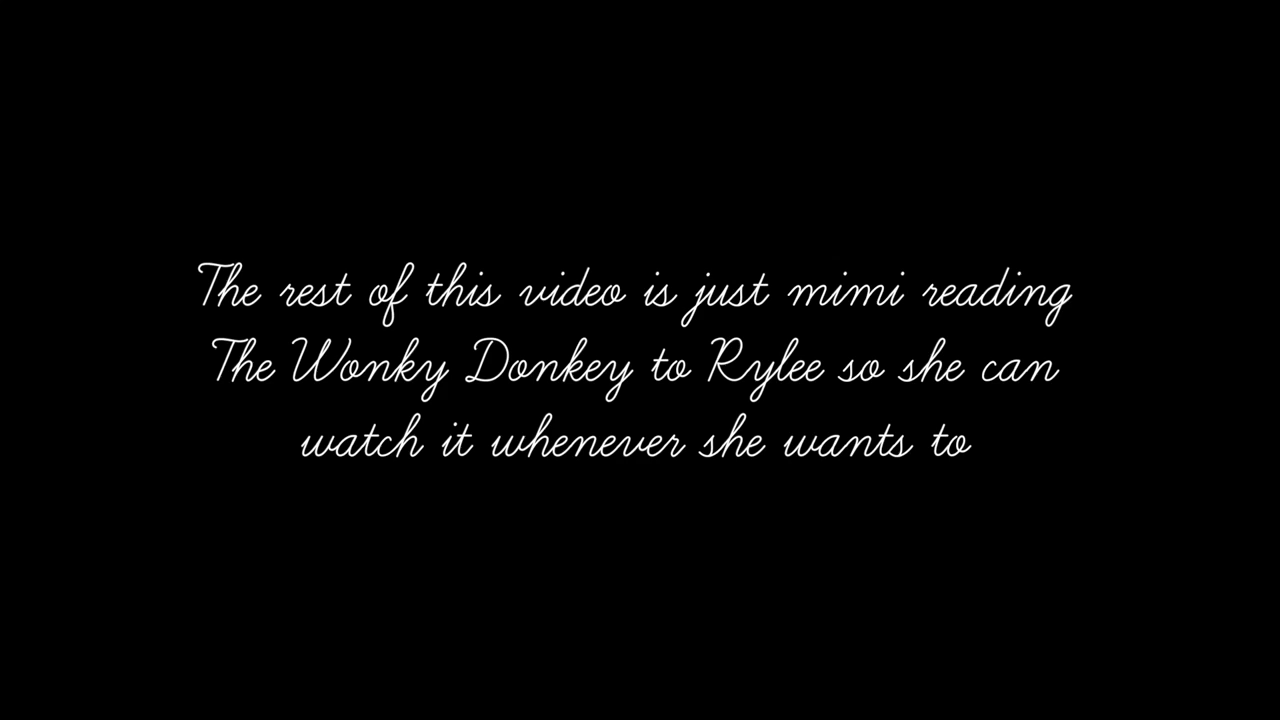 The rest of this video is just mimi reading
The Wonky Donkey to Rylee so she can
watch it whenever she wants to